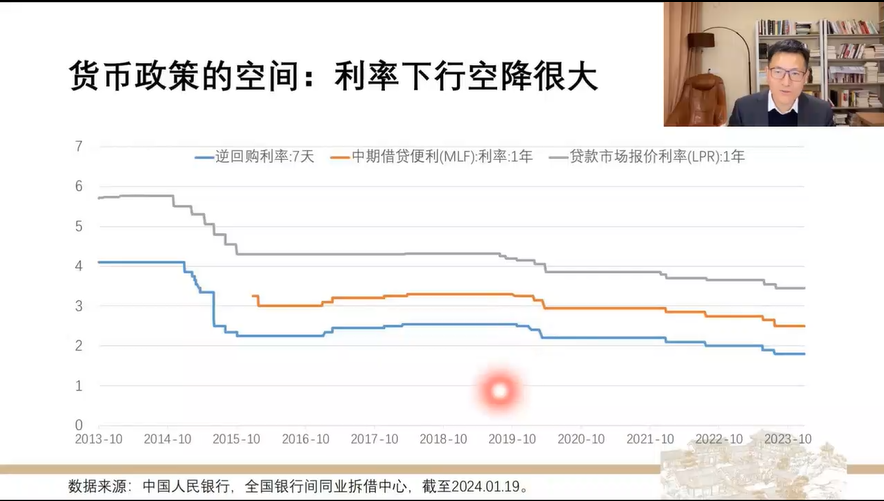 货币政策的空间：利率下行空降很大
7
逆回购利率:7天 中期借贷便利(MLF):利率:1年 贷款市场报价利率(LPR):1年
6
5
4
3
2
1
0
2013-10 2014-10 2015-10 2016-10 2017-10 2018-10 2019-10 2020-10 2021-10 2022-10 2023-10
数据来源：中国人民银行，全国银行间同业拆借中心，截至2024.01.19。